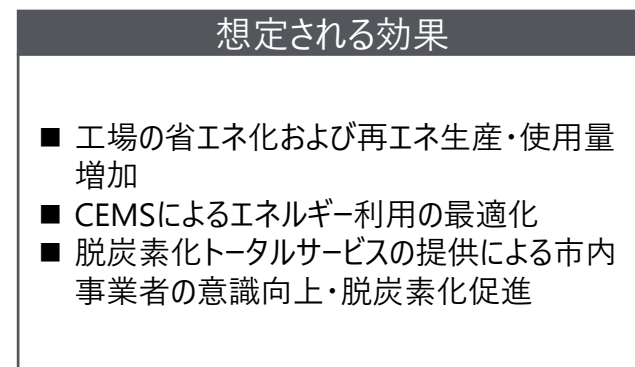 想定される効果
■ 工場の省エネ化および再エネ生産・使用量
増加
■ CEMSによるエネルギー利用の最適化
■ 脱炭素化トータルサービスの提供による市内
事業者の意識向上・脱炭素化促進